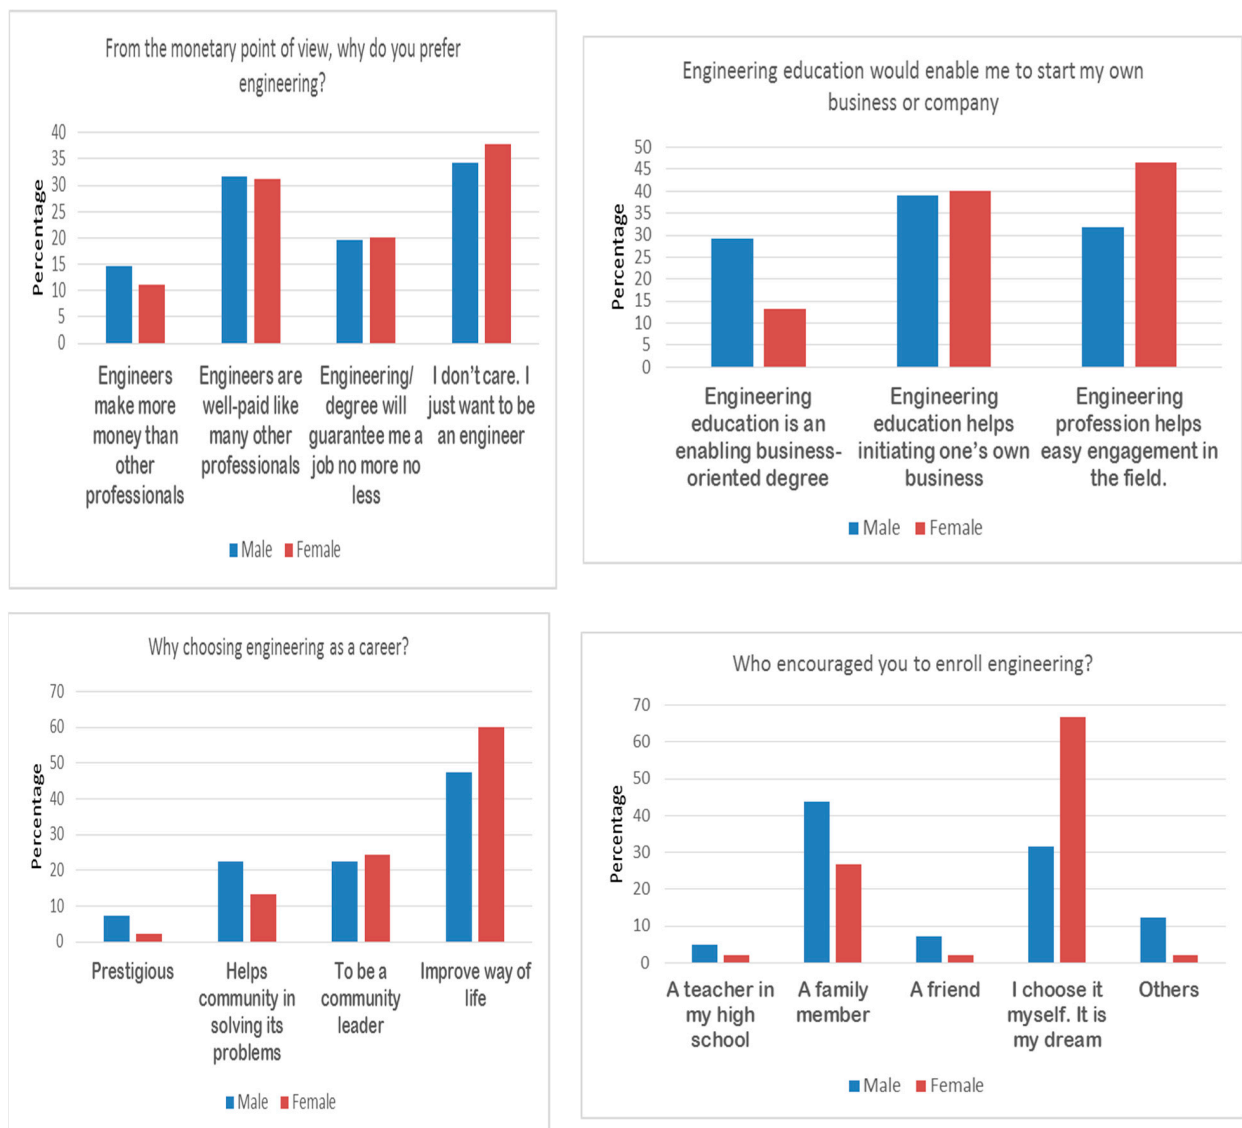 From the monetary point of view, why do you prefer
engineering?
Percentage
40
35
30
25
20
15
10
5
0
Engineers
make more
money than
other
professionals
Engineers are
well-paid like
many other
professionals
Engineering/
degree will
guarantee me a
job no more no
less
I don't care. I
just want to be
an engineer
Male Female
Engineering education would enable me to start my own
business or company
Percentage
50
45
40
35
30
25
20
15
10
5
0
Engineering
education is an
enabling business-
oriented degree
Engineering
education helps
initiating one's own
business
Engineering
profession helps
easy engagement in
the field.
Male Female
Why choosing engineering as a career?
Percentage
70
60
50
40
30
20
10
0
Prestigious
Helps
community in
solving its
problems
To be a
community
leader
Improve way of
life
Male Female
Who encouraged you to enroll engineering?
Percentage
70
60
50
40
30
20
10
0
A teacher in
my high
school
A family
member
A friend
I choose it
myself. It is
my dream
Others
Male Female